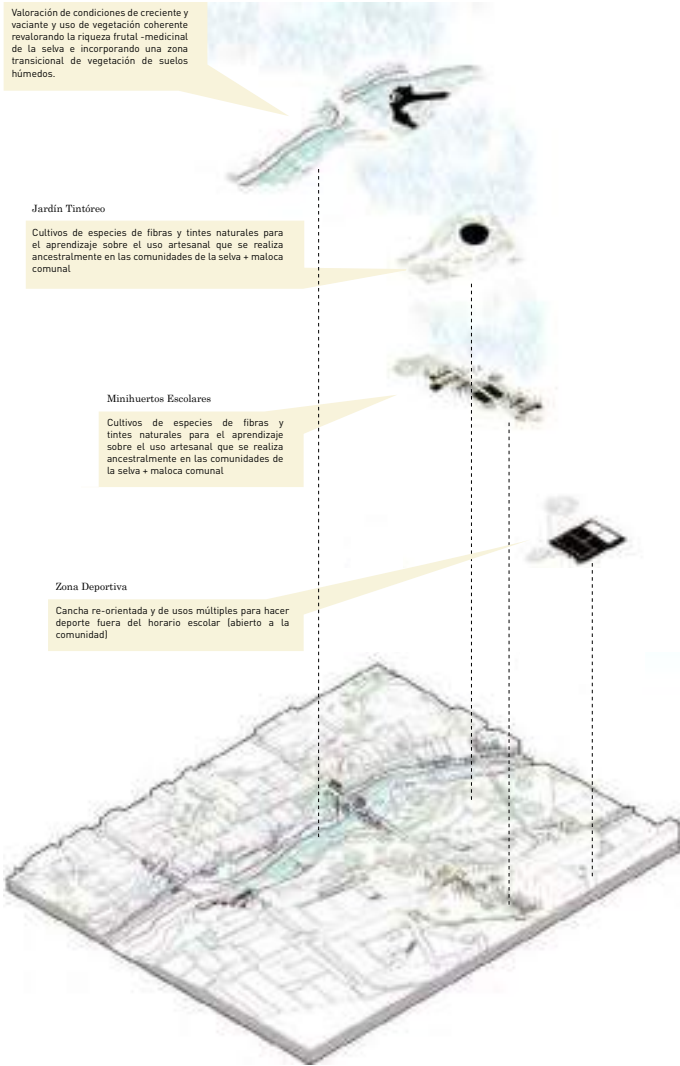 Valoración de condiciones de creciente y
vaciante y uso de vegetación coherente
revalorando la riqueza frutal -medicinal
de la selva e incorporando una zona
transicional de vegetación de suelos
húmedos.
Jardín Tintóreo
Cultivos de especies de fibras y tintes naturales para
el aprendizaje sobre el uso artesanal que se realiza
ancestralmente en las comunidades de la selva + maloca
comunal
Minihuertos Escolares
Cultivos de especies de fibras y
tintes naturales para el aprendizaje
sobre el uso artesanal que se realiza
ancestralmente en las comunidades de
la selva + maloca comunal
Zona Deportiva
Cancha re-orientada y de usos múltiples para hacer
deporte fuera del horario escolar (abierto a la
comunidad)